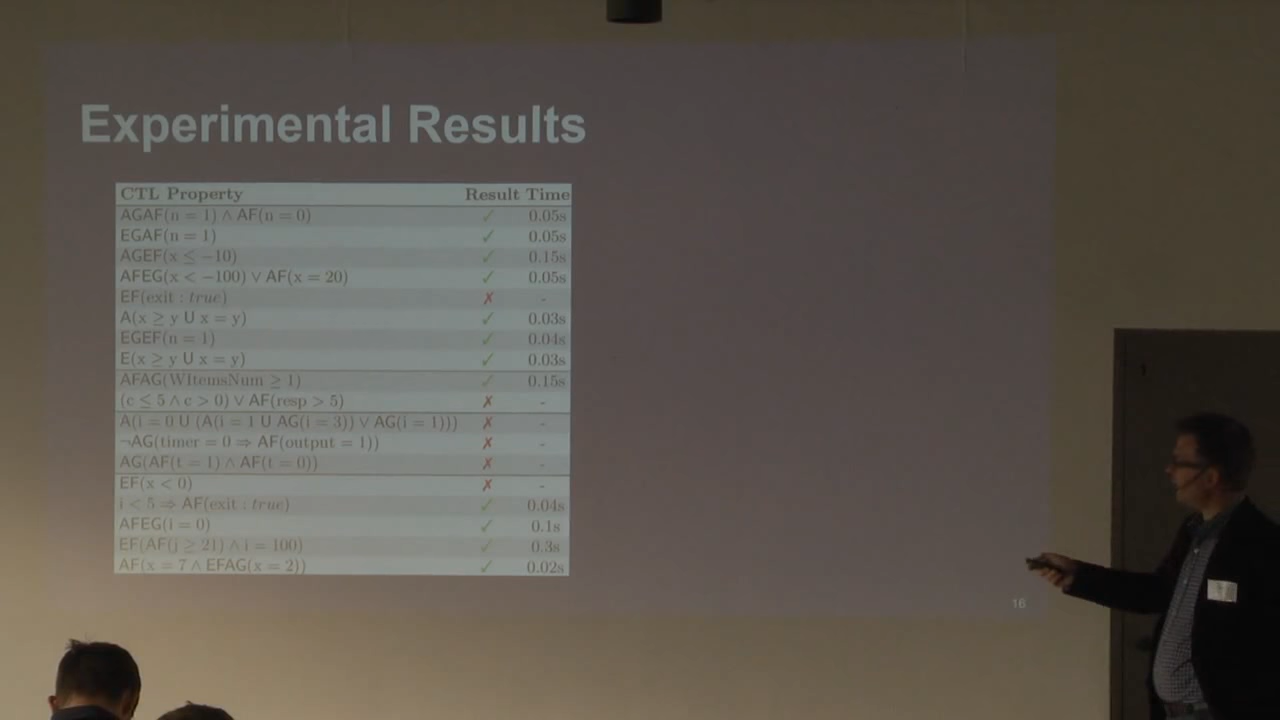 Experimental Results
CTL Property Result Time
AGAF(n = 1) ∧ AF(n = 0) ✓ 0.05s
EGAF(n = 1) ✓ 0.05s
AGEF(x ≤ −10) ✓ 0.15s
AFEG(x < −100) ∨ AF(x = 20) ✓ 0.05s
EF(exit : true) ✗ -
A(x ≥ y U x = y) ✓ 0.03s
EGEF(n = 1) ✓ 0.04s
E(x ≥ y U x = y) ✓ 0.03s
AFAG(WItemsNum ≥ 1) ✓ 0.15s
(c ≤ 5 ∧ c > 0) ∨ AF(resp > 5) ✗ -
A(i = 0 U (A(i = 1 U AG(i = 3)) ∨ AG(i = 1))) ✗ -
¬AG(timer = 0 ⇒ AF(output = 1)) ✗ -
AG(AF(t = 1) ∧ AF(t = 0)) ✗ -
EF(x < 0) ✗ -
i < 5 ⇒ AF(exit : true) ✓ 0.04s
AFEG(i = 0) ✓ 0.1s
EF(AF(j ≥ 21) ∧ i = 100) ✓ 0.3s
AF(x = 7 ∧ EFAG(x = 2)) ✓ 0.02s
16